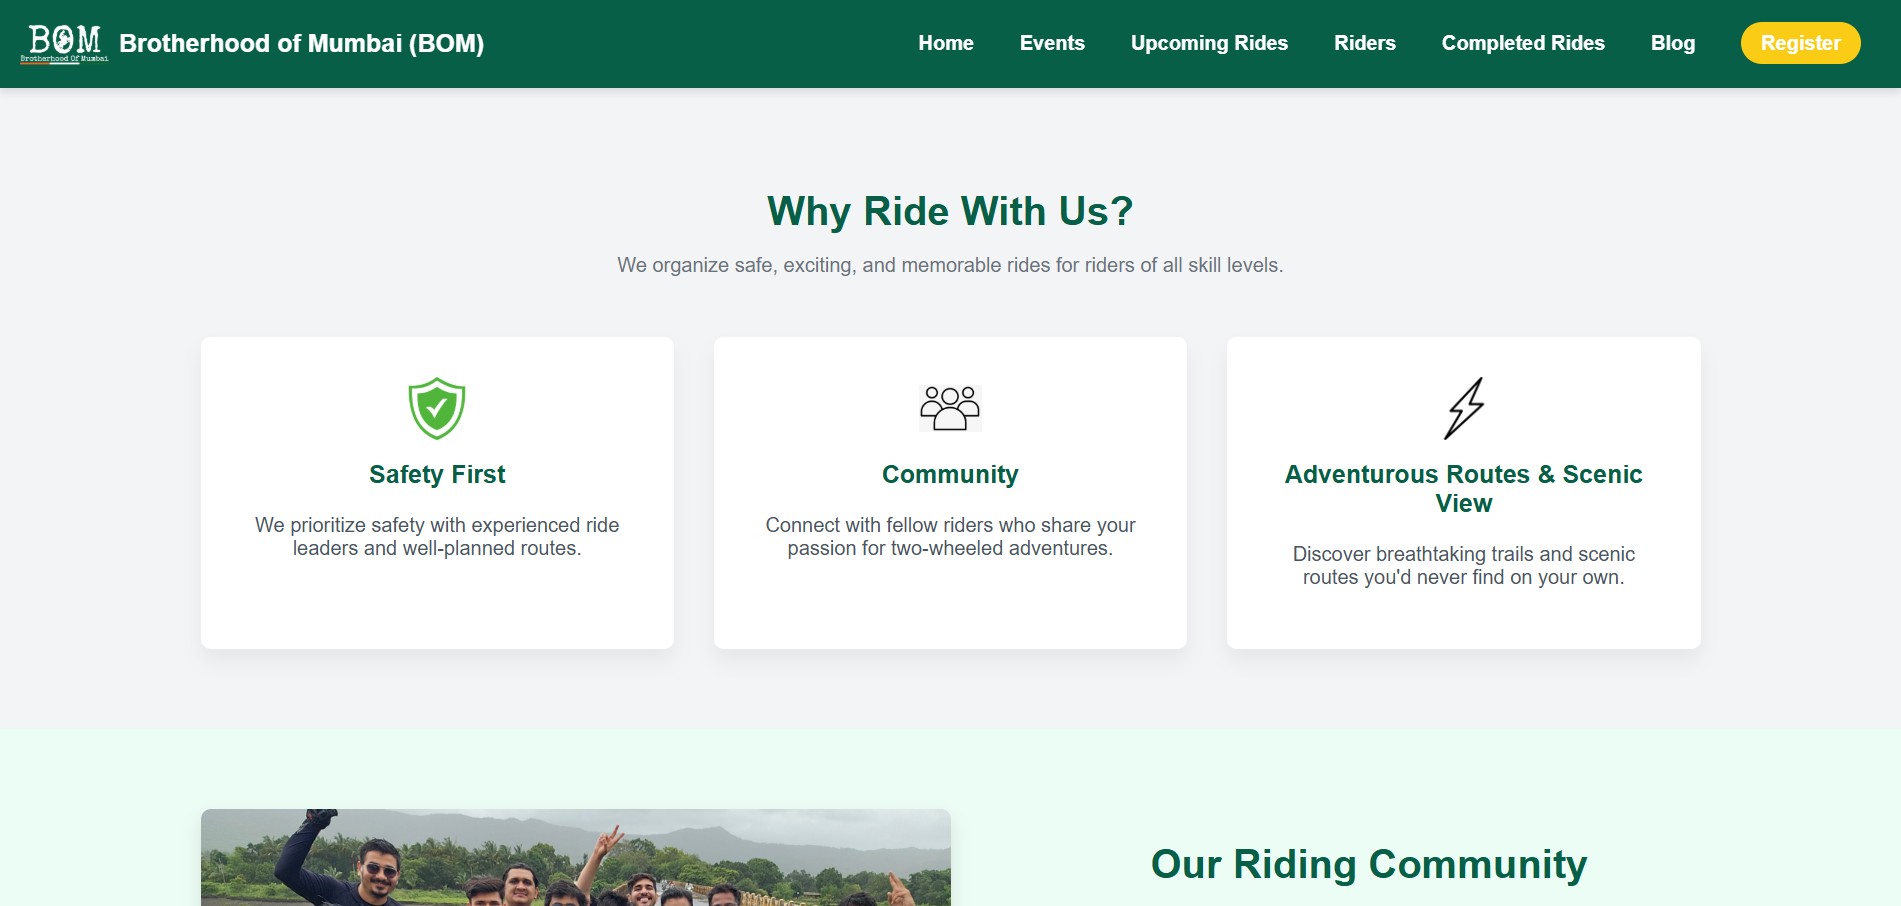 BOM
Brotherhood Of Mumbai
Brotherhood of Mumbai (BOM)
Home
Events
Upcoming Rides
Riders
Completed Rides
Blog
Register
Why Ride With Us?
We organize safe, exciting, and memorable rides for riders of all skill levels.
Safety First
We prioritize safety with experienced ride
leaders and well-planned routes.
Community
Connect with fellow riders who share your
passion for two-wheeled adventures.
Adventurous Routes & Scenic
View
Discover breathtaking trails and scenic
routes you'd never find on your own.
Our Riding Community